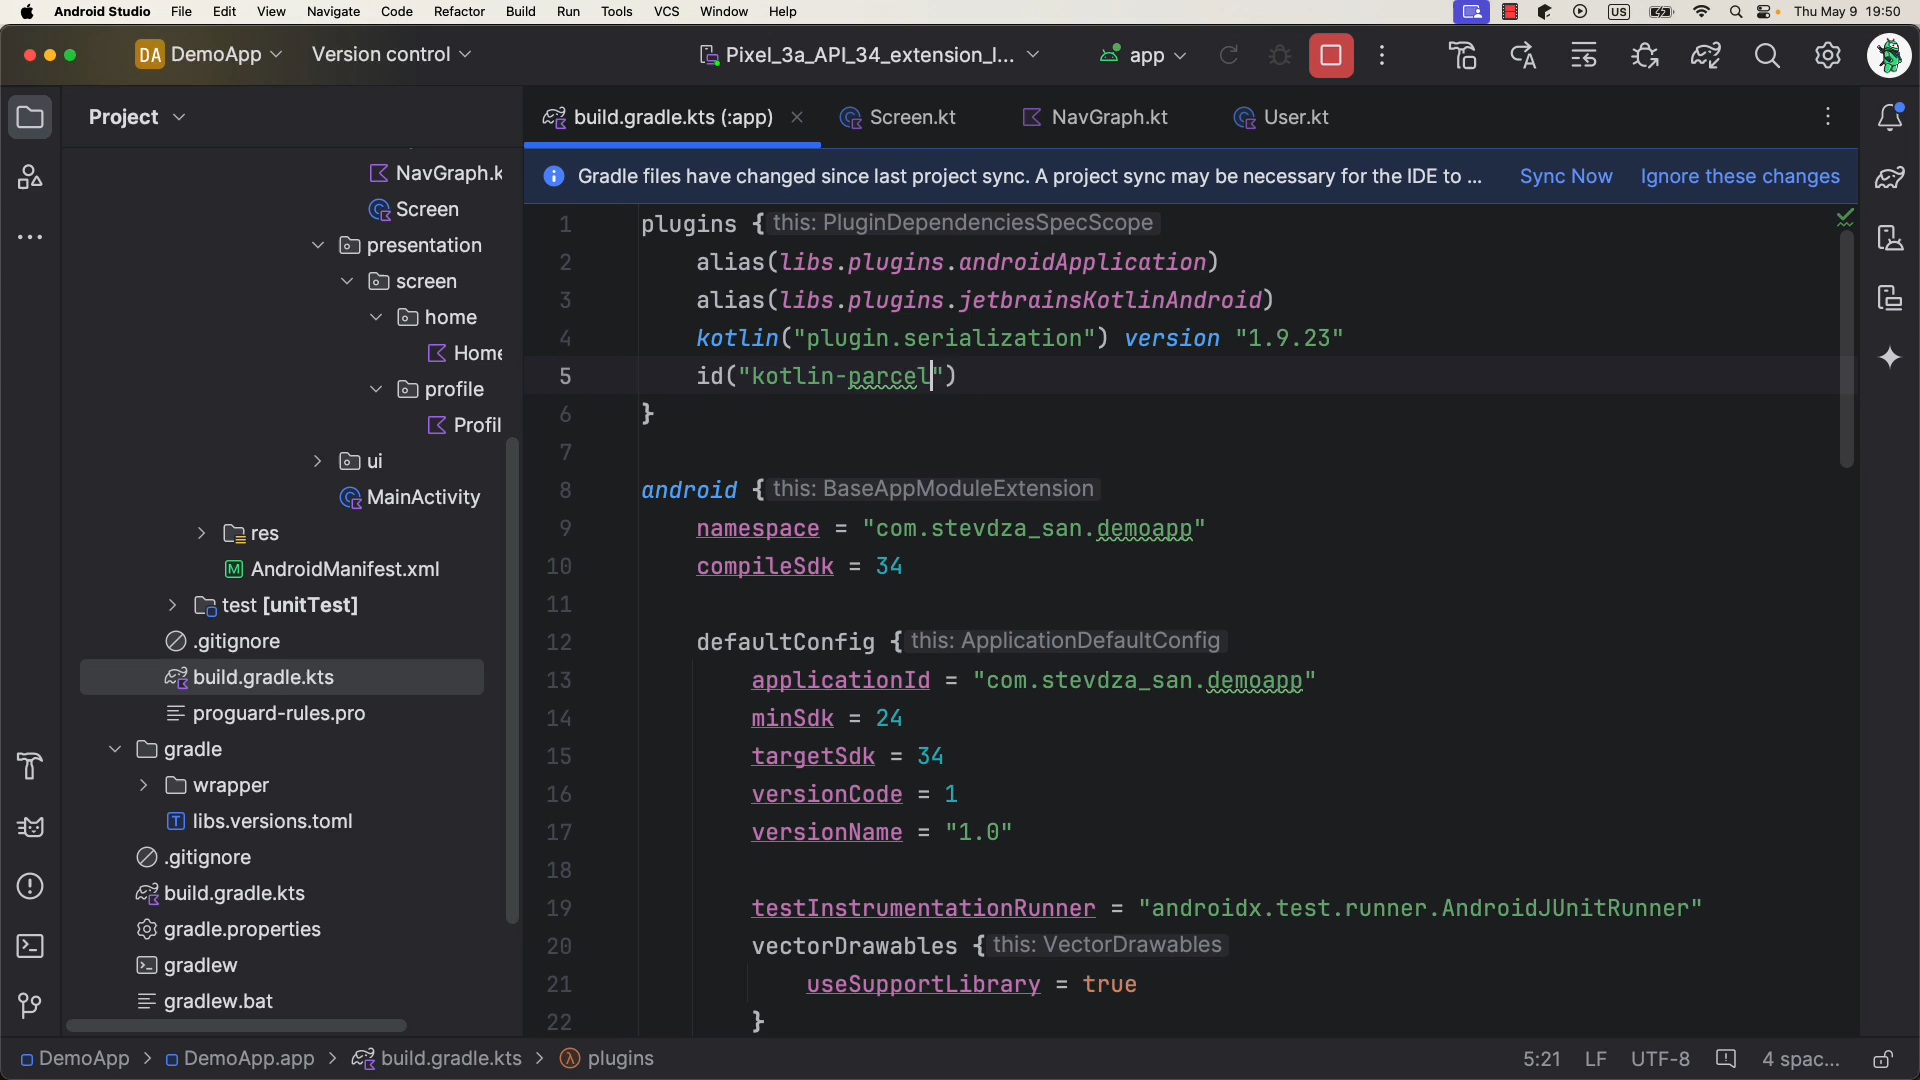 Android Studio File Edit View Navigate Code Refactor Build Run Tools VCS Window Help US Thu May 9 19:50
DA DemoApp Version control Pixel_3a_API_34_extension_l... app
Project
build.gradle.kts (:app) Screen.kt NavGraph.kt User.kt
Gradle files have changed since last project sync. A project sync may be necessary for the IDE to ... Sync Now Ignore these changes
NavGraph.k
Screen
presentation
screen
home
Home
profile
Profil
ui
MainActivity
res
M AndroidManifest.xml
test [unitTest]
.gitignore
build.gradle.kts
proguard-rules.pro
gradle
wrapper
T libs.versions.toml
.gitignore
build.gradle.kts
gradle.properties
gradlew
gradlew.bat
1 plugins { this: PluginDependenciesSpecScope
2 alias(libs.plugins.androidApplication)
3 alias(libs.plugins.jetbrainsKotlinAndroid)
4 kotlin("plugin.serialization") version "1.9.23"
5 id("kotlin-parcel")
6 }
7
8 android { this: BaseAppModuleExtension
9 namespace = "com.stevdza_san.demoapp"
10 compileSdk = 34
11
12 defaultConfig { this: ApplicationDefaultConfig
13 applicationId = "com.stevdza_san.demoapp"
14 minSdk = 24
15 targetSdk = 34
16 versionCode = 1
17 versionName = "1.0"
18
19 testInstrumentationRunner = "androidx.test.runner.AndroidJUnitRunner"
20 vectorDrawables { this: VectorDrawables
21 useSupportLibrary = true
22 }
DemoApp > DemoApp.app > build.gradle.kts > λ plugins 5:21 LF UTF-8 4 spac...